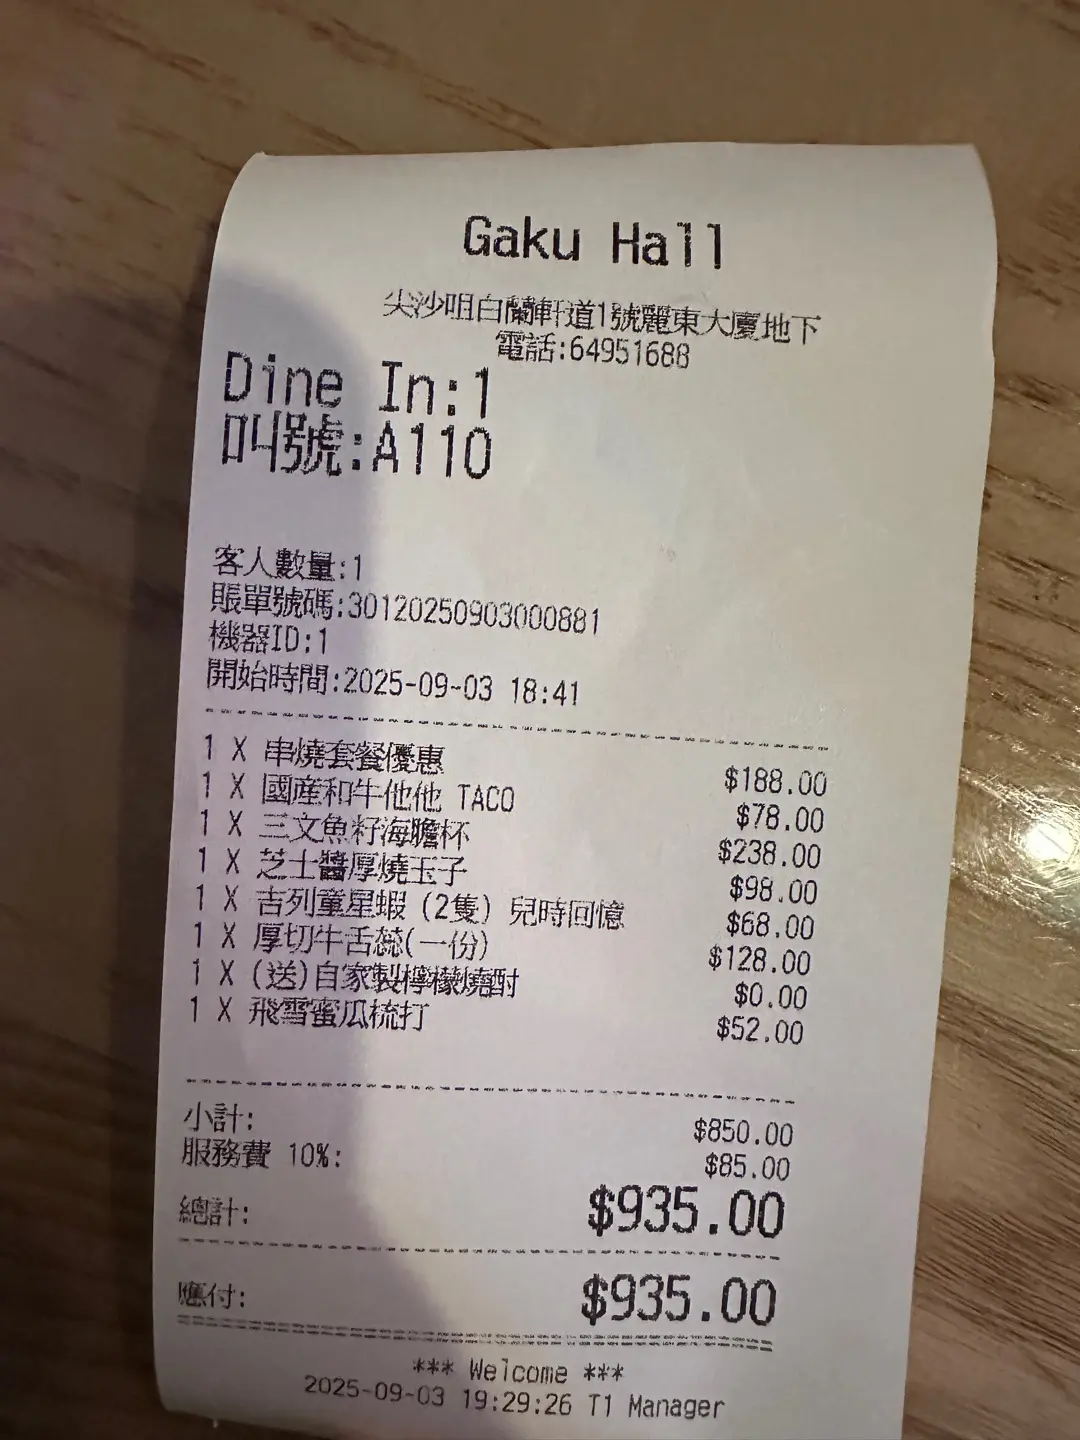 Gaku Hall
尖沙咀白蘭軒道1號麗東大廈地下
電話:64951688
Dine In:1
叫號:A110
客人數量:1
賬單號碼:30120250903000881
機器ID:1
開始時間:2025-09-03 18:41
1 X 串燒套餐優惠 $188.00
1 X 國産和牛他他 TACO $78.00
1 X 三文魚籽海膽杯 $238.00
1 X 芝士醬厚燒玉子 $98.00
1 X 吉列童星蝦 (2隻) 兒時回憶 $68.00
1 X 厚切牛舌蕊(一份) $128.00
1 X (送)自家製檸檬燒酎 $0.00
1 X 飛雪蜜瓜梳打 $52.00
小計: $850.00
服務費 10%: $85.00
總計: $935.00
應付: $935.00
*** Welcome ***
2025-09-03 19:29:26 T1 Manager